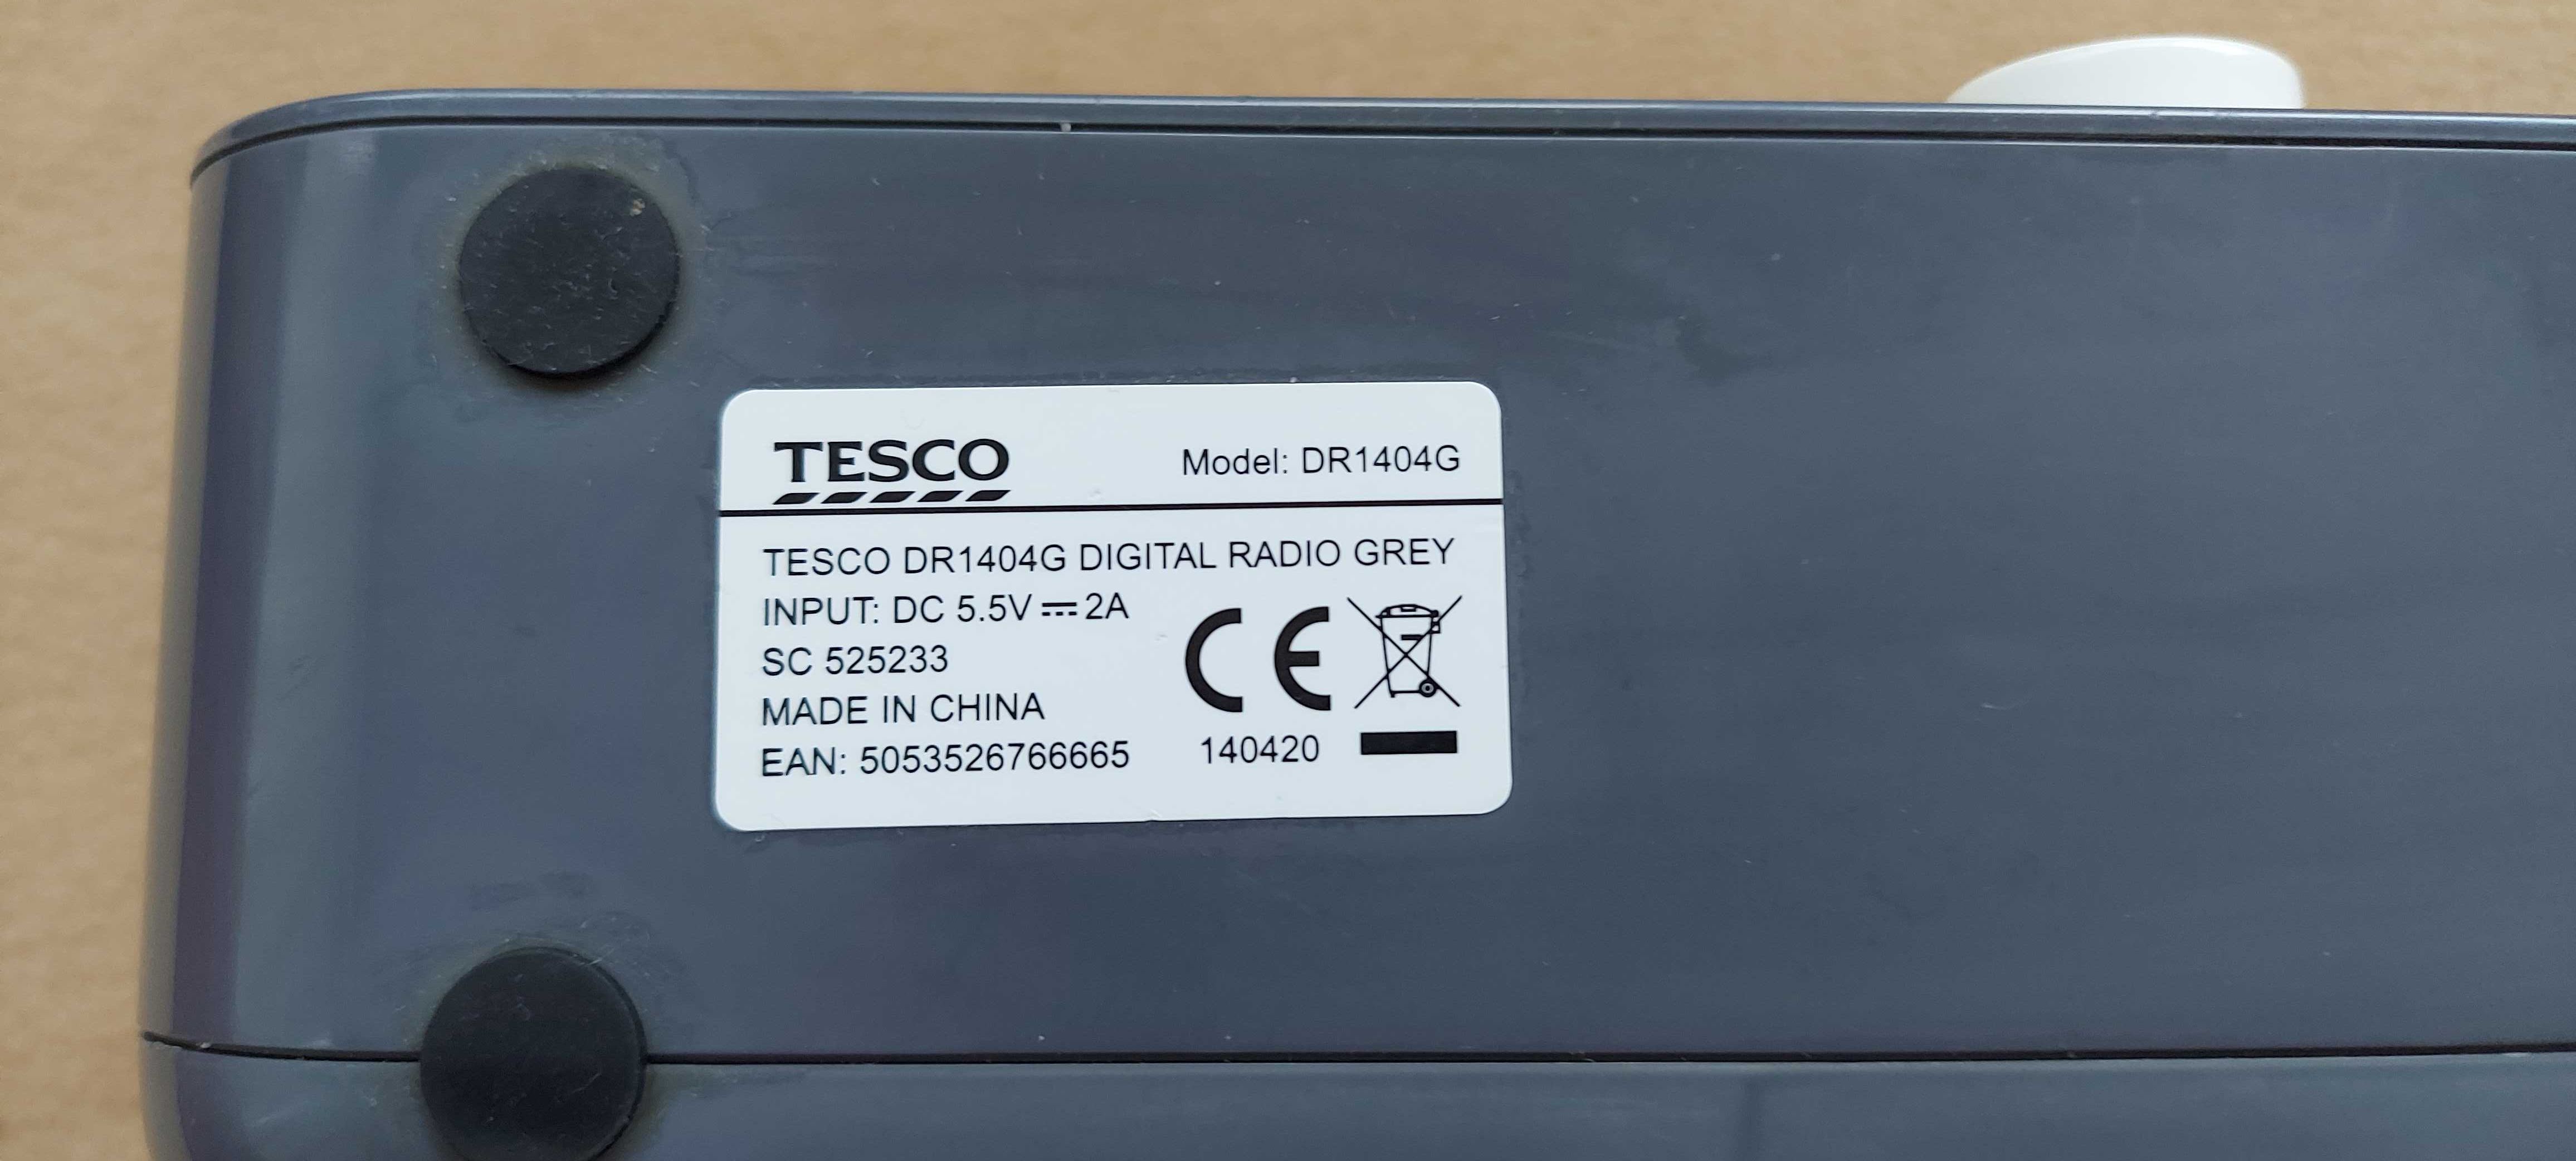 TESCO Model: DR1404G
TESCO DR1404G DIGITAL RADIO GREY
INPUT: DC 5.5V ⎓ 2A
SC 525233
MADE IN CHINA
CE
EAN: 5053526766665 140420